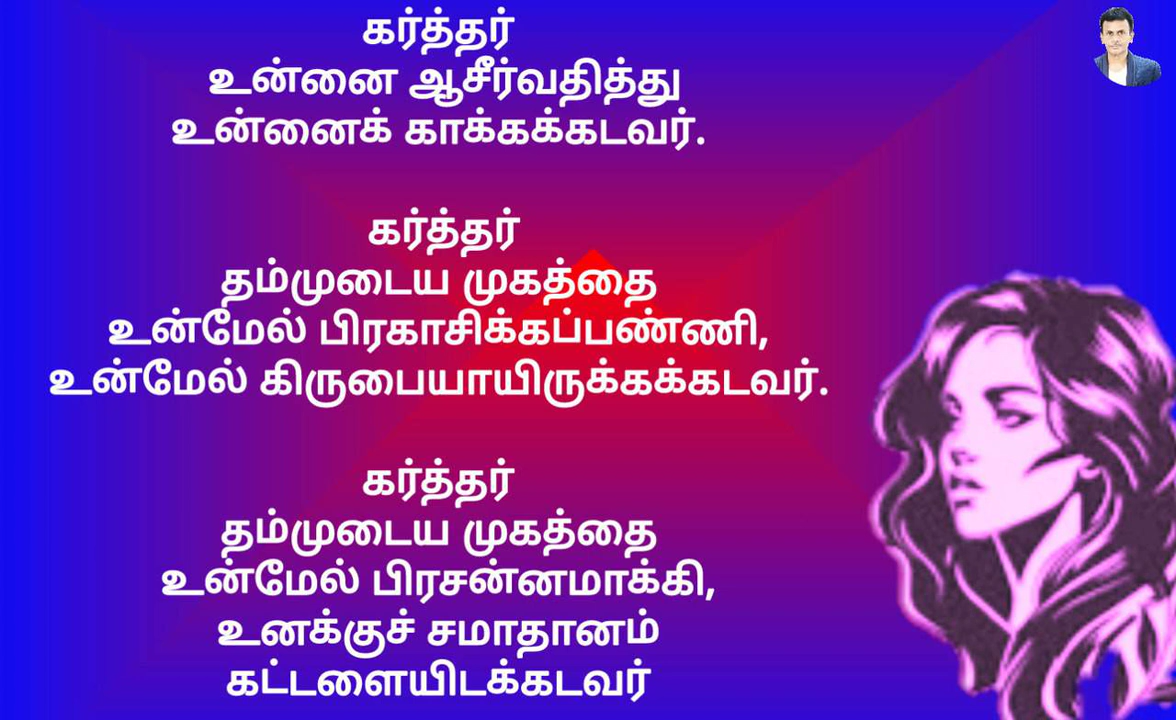 கர்த்தர்
உன்னை ஆசீர்வதித்து
உன்னைக் காக்கக்கடவர்.
கர்த்தர்
தம்முடைய முகத்தை
உன்மேல் பிரகாசிக்கப்பண்ணி,
உன்மேல் கிருபையாயிருக்கக்கடவர்.
கர்த்தர்
தம்முடைய முகத்தை
உன்மேல் பிரசன்னமாக்கி,
உனக்குச் சமாதானம்
கட்டளையிடக்கடவர்